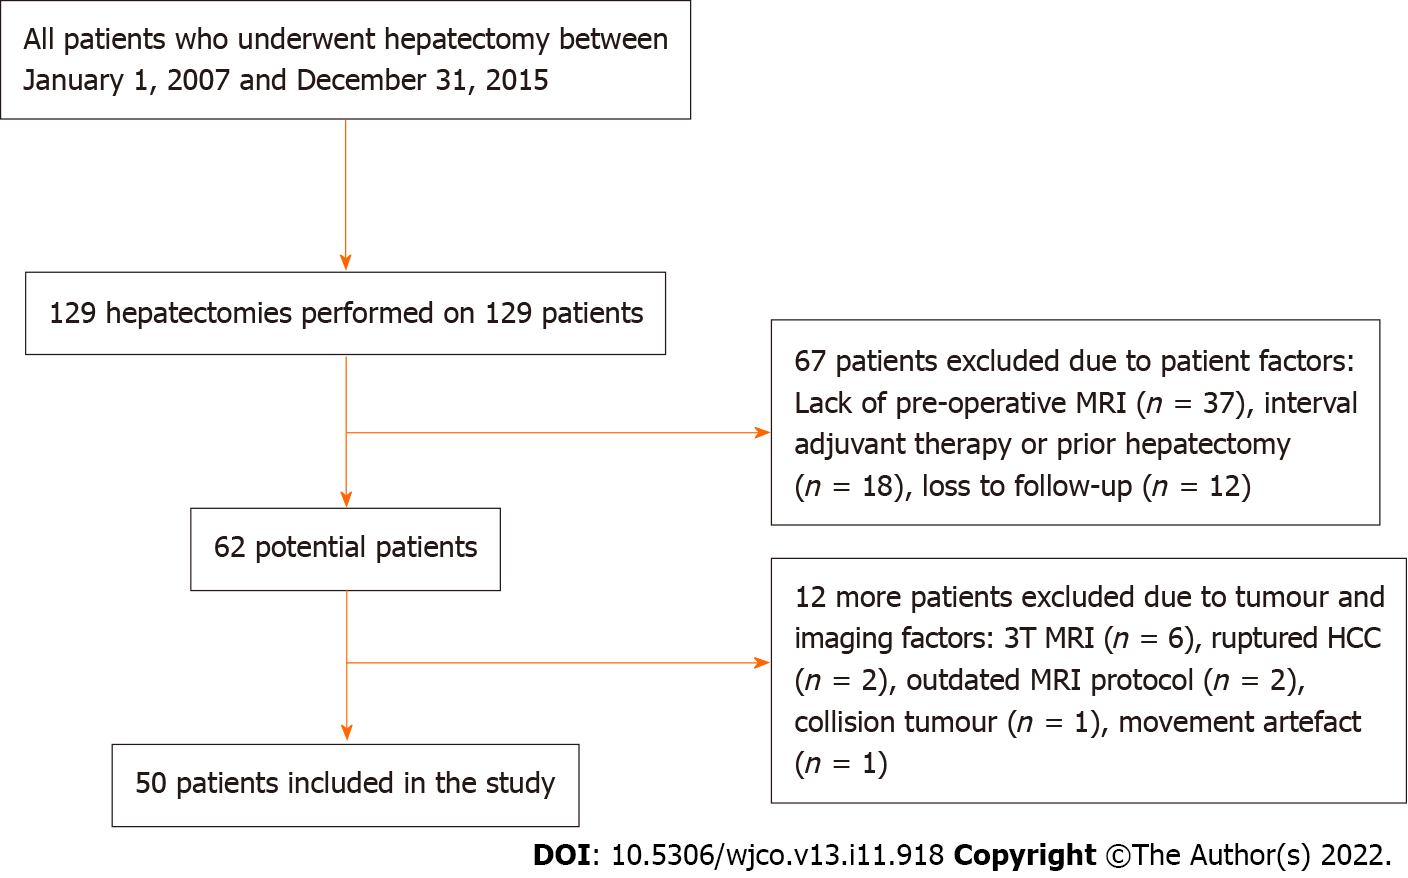 All patients who underwent hepatectomy between
January 1, 2007 and December 31, 2015
129 hepatectomies performed on 129 patients
67 patients excluded due to patient factors:
Lack of pre-operative MRI (n = 37), interval
adjuvant therapy or prior hepatectomy
(n = 18), loss to follow-up (n = 12)
62 potential patients
12 more patients excluded due to tumour and
imaging factors: 3T MRI (n = 6), ruptured HCC
(n = 2), outdated MRI protocol (n = 2),
collision tumour (n = 1), movement artefact
(n = 1)
50 patients included in the study
DOI: 10.5306/wjco.v13.i11.918 Copyright ©The Author(s) 2022.